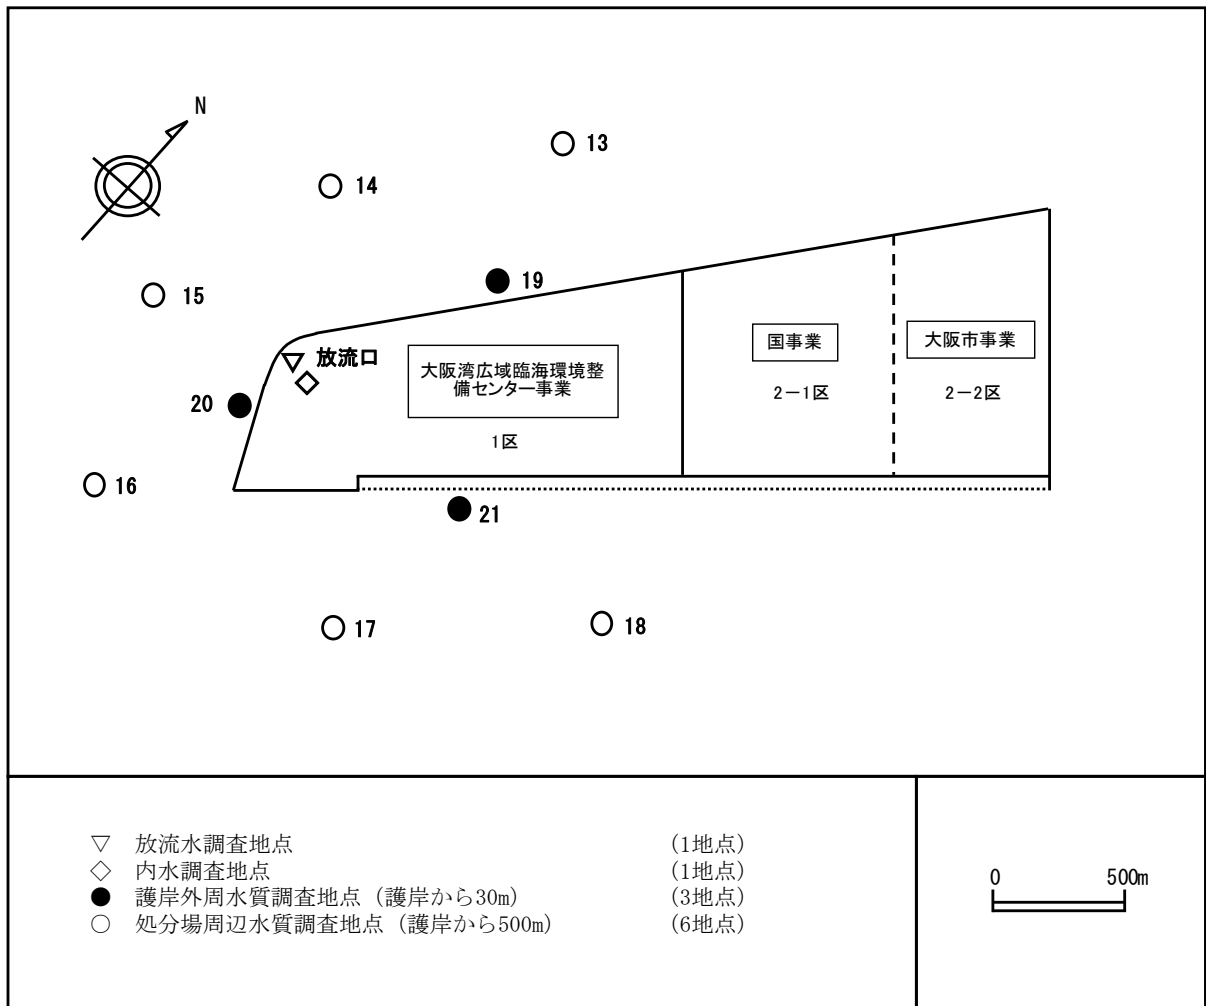 N
13
14
15
19
放流口
大阪湾広域臨海環境整
備センター事業
1区
国事業
2－1区
大阪市事業
2－2区
20
16
21
17
18
▽ 放流水調査地点 (1地点)
◇ 内水調査地点 (1地点)
● 護岸外周水質調査地点（護岸から30m） (3地点)
○ 処分場周辺水質調査地点（護岸から500m） (6地点)
0 500m